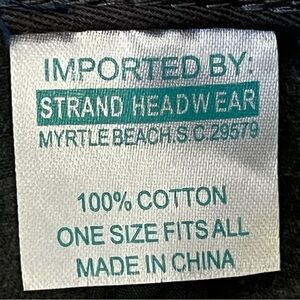 IMPORTED BY:
STRAND HEADWEAR
MYRTLE BEACH. S.C. 29579
100% COTTON
ONE SIZE FITS ALL
MADE IN CHINA